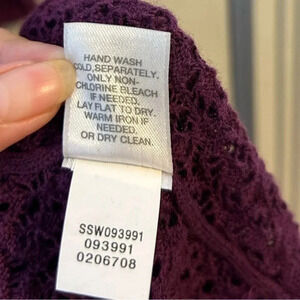 HAND WASH
COLD, SEPARATELY.
ONLY NON-
CHLORINE BLEACH
IF NEEDED.
LAY FLAT TO DRY.
WARM IRON IF
NEEDED.
OR DRY CLEAN.
SSW093991
093991
0206708